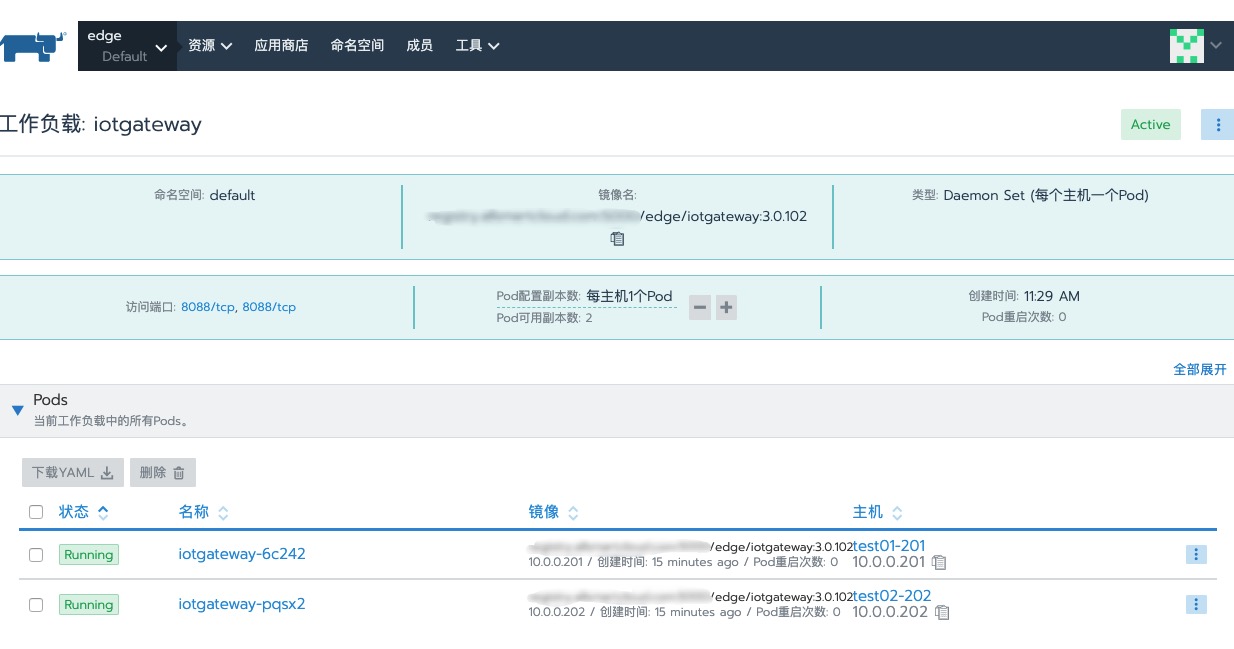 edge
Default
资源
应用商店
命名空间
成员
工具
工作负载: iotgateway
Active
命名空间: default
镜像名:
/edge/iotgateway:3.0.102
类型: Daemon Set (每个主机一个Pod)
访问端口: 8088/tcp, 8088/tcp
Pod配置副本数: 每主机1个Pod
Pod可用副本数: 2
创建时间: 11:29 AM
Pod重启次数: 0
全部展开
Pods
当前工作负载中的所有Pods。
下载YAML
删除
状态
名称
镜像
主机
Running
iotgateway-6c242
/edge/iotgateway:3.0.102
10.0.0.201 / 创建时间: 15 minutes ago / Pod重启次数: 0
test01-201
10.0.0.201
Running
iotgateway-pqsx2
/edge/iotgateway:3.0.102
10.0.0.202 / 创建时间: 15 minutes ago / Pod重启次数: 0
test02-202
10.0.0.202